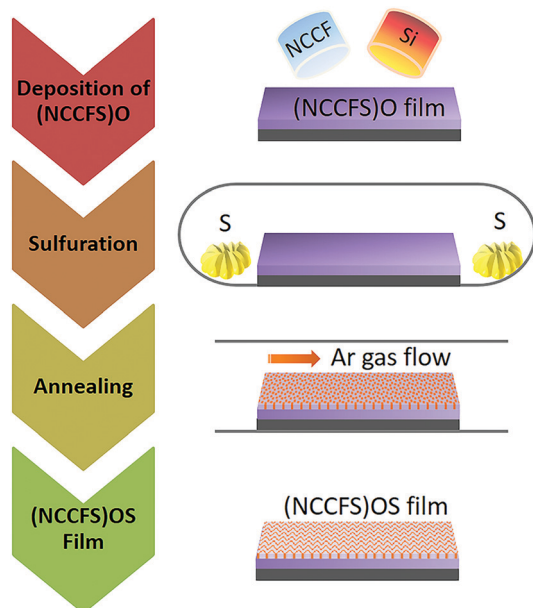 NCCF
Si
Deposition of
(NCCFS)O
(NCCFS)O film
Sulfuration
S
S
Annealing
Ar gas flow
(NCCFS)OS
Film
(NCCFS)OS film